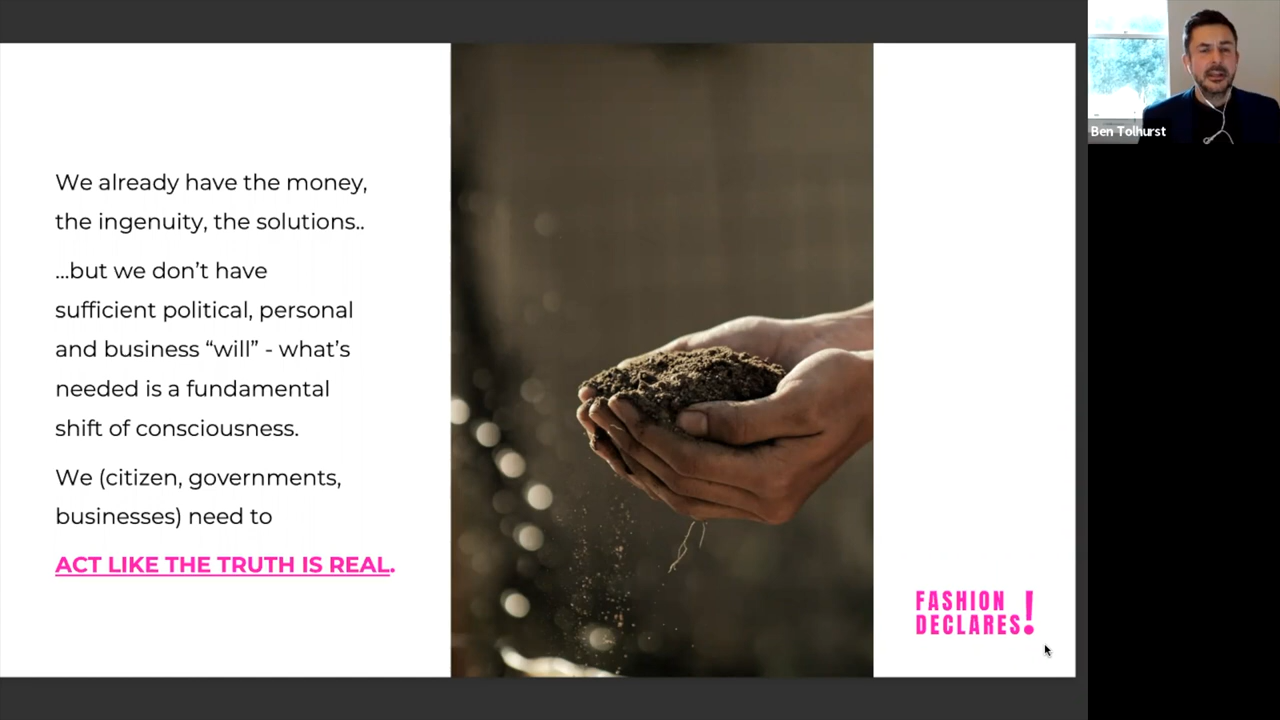 We already have the money,
the ingenuity, the solutions..
...but we don’t have
sufficient political, personal
and business “will” - what’s
needed is a fundamental
shift of consciousness.
We (citizen, governments,
businesses) need to
ACT LIKE THE TRUTH IS REAL.
FASHION
DECLARES!
Ben Tolhurst